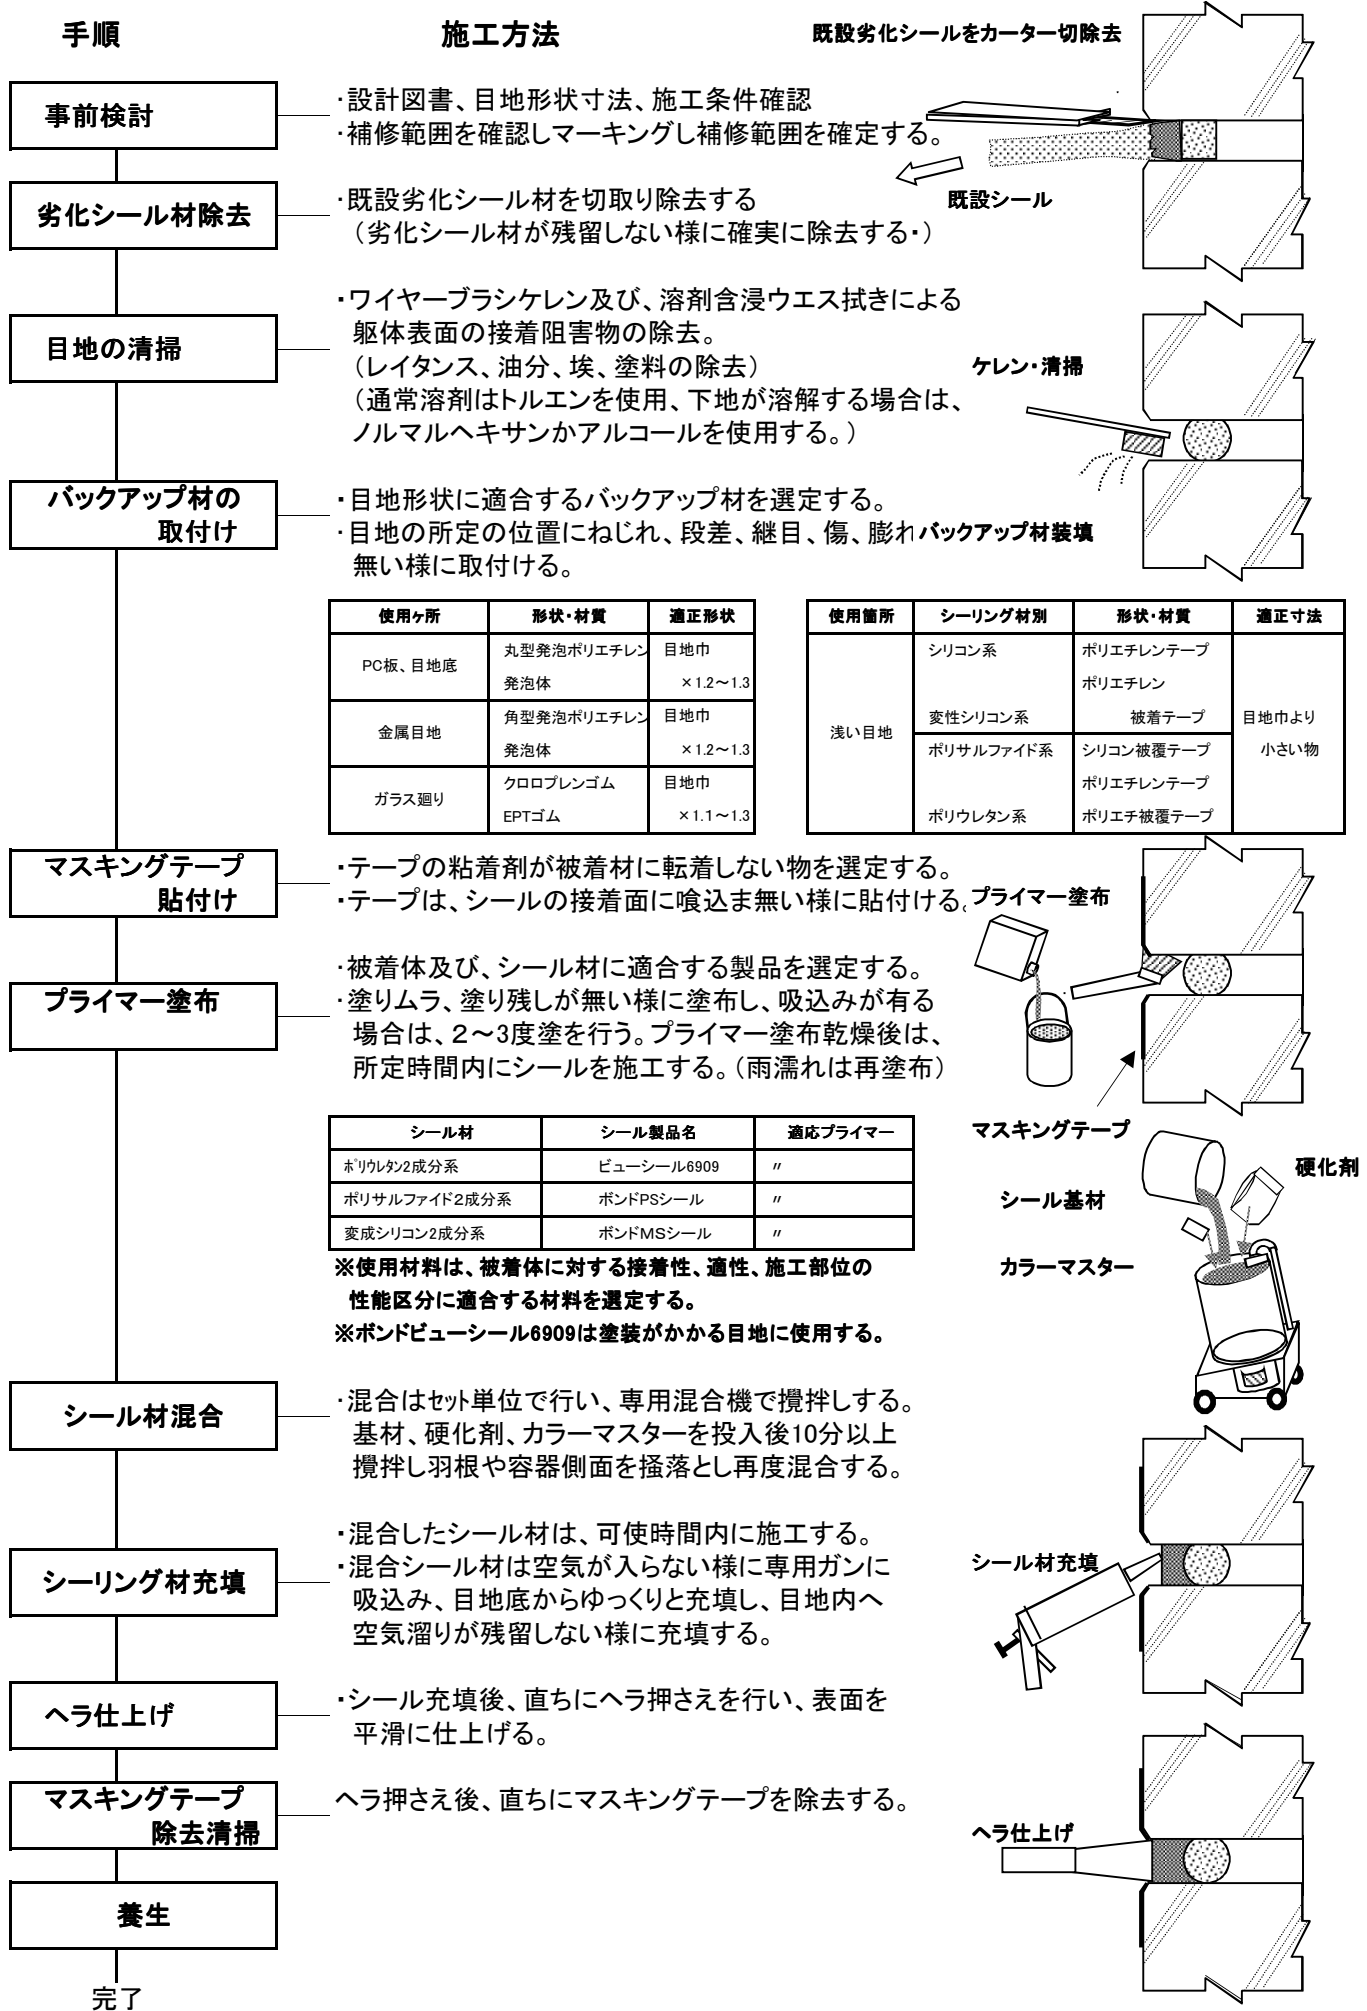 手順
施工方法
既設劣化シールをカーター切除去
事前検討
・設計図書、目地形状寸法、施工条件確認
・補修範囲を確認しマーキングし補修範囲を確定する。
既設シール
劣化シール材除去
・既設劣化シール材を切取り除去する
（劣化シール材が残留しない様に確実に除去する・）
目地の清掃
・ワイヤーブラシケレン及び、溶剤含浸ウエス拭きによる
躯体表面の接着阻害物の除去。
（レイタンス、油分、埃、塗料の除去）
（通常溶剤はトルエンを使用、下地が溶解する場合は、
ノルマルヘキサンかアルコールを使用する。）
ケレン・清掃
バックアップ材の
取付け
・目地形状に適合するバックアップ材を選定する。
・目地の所定の位置にねじれ、段差、継目、傷、膨れ
無い様に取付ける。
バックアップ材装填
使用ヶ所 形状・材質 適正形状
PC板、目地底 丸型発泡ポリエチレン 目地巾
発泡体 ×1.2～1.3
金属目地 角型発泡ポリエチレン 目地巾
発泡体 ×1.2～1.3
ガラス廻り クロロプレンゴム 目地巾
EPTゴム ×1.1～1.3
使用箇所 シーリング材別 形状・材質 適正寸法
シリコン系 ポリエチレンテープ
ポリエチレン
浅い目地 変性シリコン系 被着テープ 目地巾より
ポリサルファイド系 シリコン被覆テープ 小さい物
ポリエチレンテープ
ポリウレタン系 ポリエチ被覆テープ
マスキングテープ
貼付け
・テープの粘着剤が被着材に転着しない物を選定する。
・テープは、シールの接着面に喰込ま無い様に貼付ける。
プライマー塗布
プライマー塗布
・被着体及び、シール材に適合する製品を選定する。
・塗りムラ、塗り残しが無い様に塗布し、吸込みが有る
場合は、２～3度塗を行う。プライマー塗布乾燥後は、
所定時間内にシールを施工する。（雨濡れは再塗布）
マスキングテープ
シール材 シール製品名 適応プライマー
ﾎﾟﾘｳﾚﾀﾝ2成分系 ビューシール6909 〃
ポリサルファイド２成分系 ボンドPSシール 〃
変成シリコン2成分系 ボンドMSシール 〃
※使用材料は、被着体に対する接着性、適性、施工部位の
性能区分に適合する材料を選定する。
※ボンドビューシール6909は塗装がかかる目地に使用する。
硬化剤
シール基材
カラーマスター
シール材混合
・混合はｾｯﾄ単位で行い、専用混合機で攪拌しする。
基材、硬化剤、カラーマスターを投入後10分以上
攪拌し羽根や容器側面を掻落とし再度混合する。
シーリング材充填
・混合したシール材は、可使時間内に施工する。
・混合シール材は空気が入らない様に専用ガンに
吸込み、目地底からゆっくりと充填し、目地内へ
空気溜りが残留しない様に充填する。
シール材充填
ヘラ仕上げ
・シール充填後、直ちにヘラ押さえを行い、表面を
平滑に仕上げる。
マスキングテープ
除去清掃
ヘラ押さえ後、直ちにマスキングテープを除去する。
ヘラ仕上げ
養生
完了